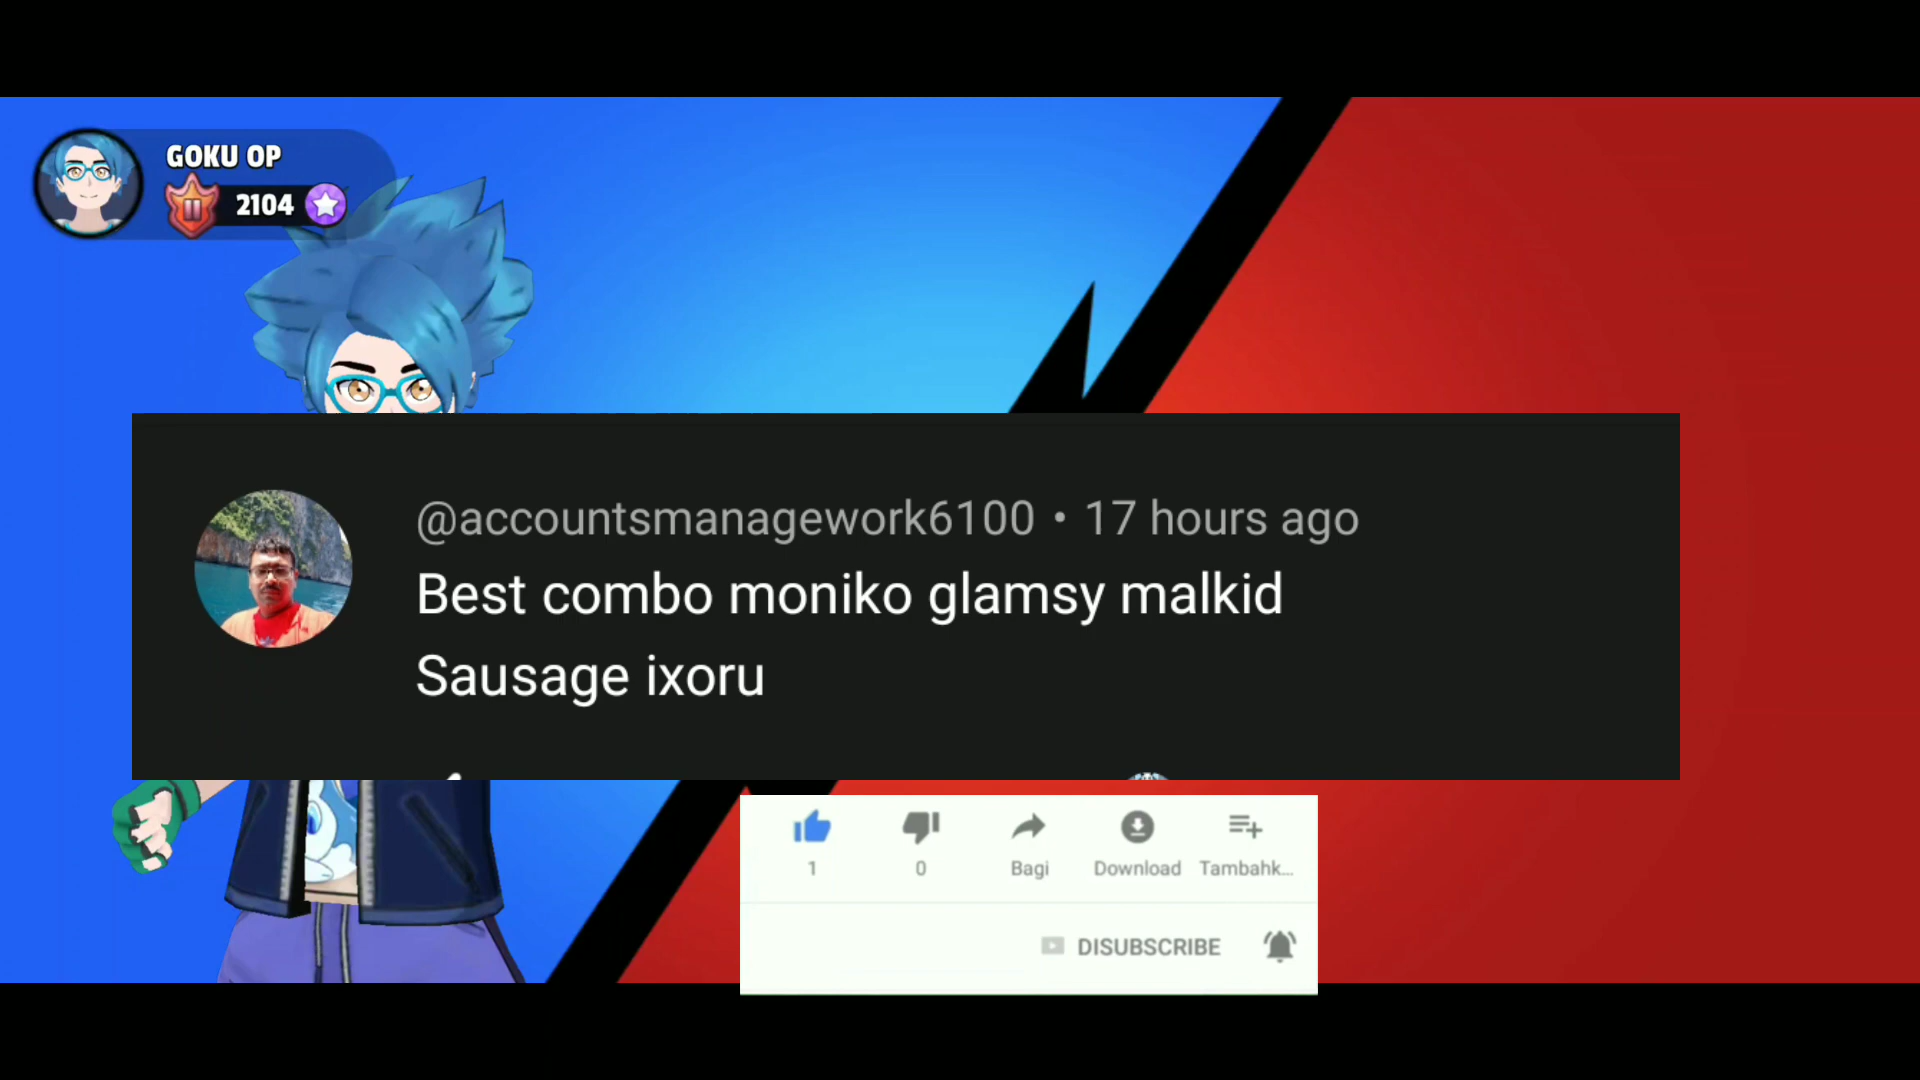 GOKU OP
2104
@accountsmanagework6100 • 17 hours ago
Best combo moniko glamsy malkid
Sausage ixoru
1 0 Bagi Download Tambahk...
DISUBSCRIBE